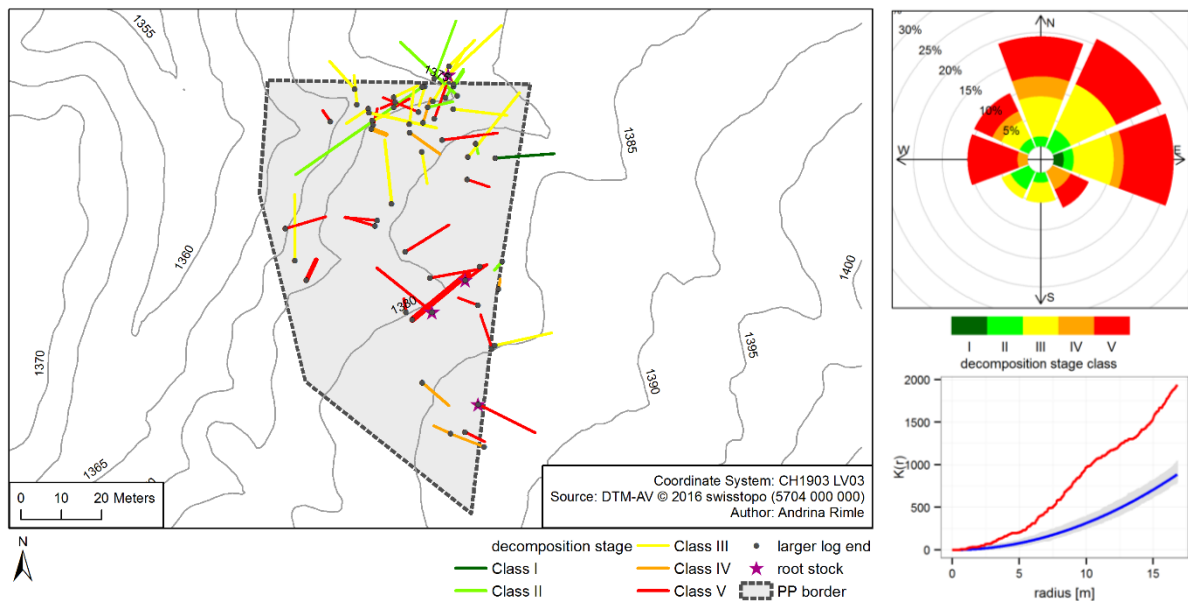 1355
1375
1385
1360
1380
1400
1370
1395
1390
1365
0 10 20 Meters
Coordinate System: CH1903 LV03
Source: DTM-AV © 2016 swisstopo (5704 000 000)
Author: Andrina Rimle
N
decomposition stage
Class I
Class II
Class III
Class IV
Class V
larger log end
root stock
PP border
30%
25%
20%
15%
10%
5%
N
W
E
S
I II III IV V
decomposition stage class
2000
1500
1000
500
0
K(r)
0 5 10 15
radius [m]